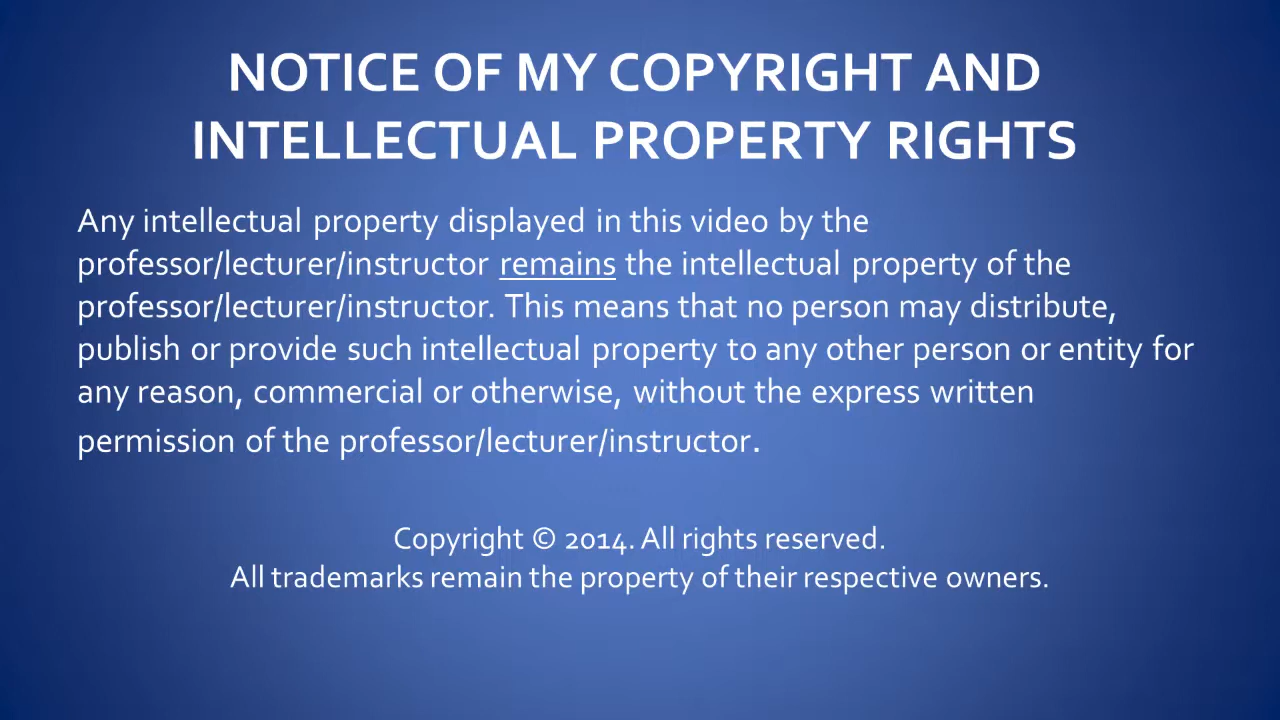 NOTICE OF MY COPYRIGHT AND
INTELLECTUAL PROPERTY RIGHTS
Any intellectual property displayed in this video by the
professor/lecturer/instructor remains the intellectual property of the
professor/lecturer/instructor. This means that no person may distribute,
publish or provide such intellectual property to any other person or entity for
any reason, commercial or otherwise, without the express written
permission of the professor/lecturer/instructor.
Copyright © 2014. All rights reserved.
All trademarks remain the property of their respective owners.